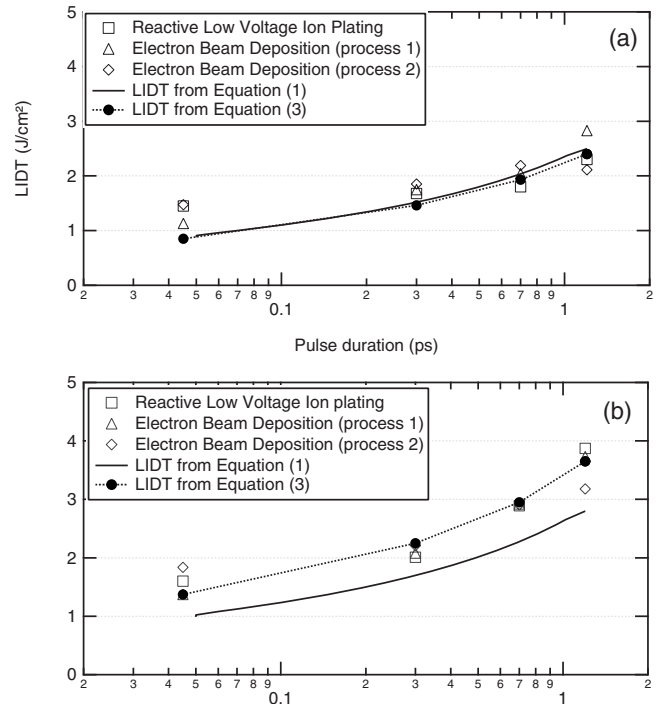 (a)
Reactive Low Voltage Ion Plating
Electron Beam Deposition (process 1)
Electron Beam Deposition (process 2)
LIDT from Equation (1)
LIDT from Equation (3)
LIDT (J/cm²)
5
4
3
2
1
0
2 3 4 5 6 7 8 9 0.1 2 3 4 5 6 7 8 9 1 2
Pulse duration (ps)
(b)
Reactive Low Voltage Ion plating
Electron Beam Deposition (process 1)
Electron Beam Deposition (process 2)
LIDT from Equation (1)
LIDT from Equation (3)
5
4
3
2
1
0
2 3 4 5 6 7 8 9 0.1 2 3 4 5 6 7 8 9 1 2